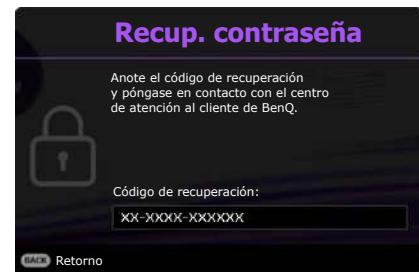 Recup. contraseña
Anote el código de recuperación
y póngase en contacto con el centro
de atención al cliente de BenQ.
Código de recuperación:
XX-XXXX-XXXXXX
BACK Retorno